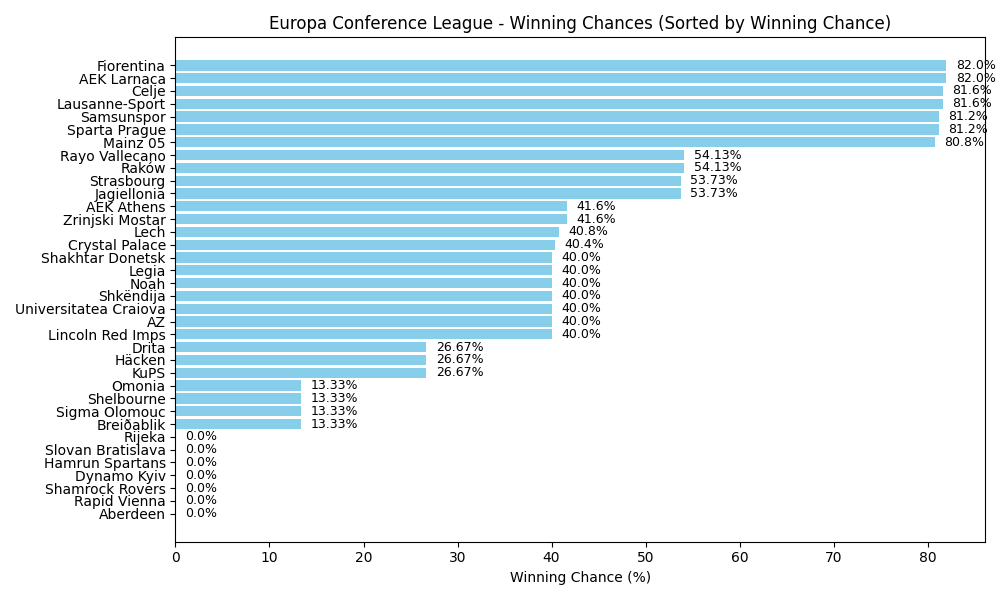 Europa Conference League - Winning Chances (Sorted by Winning Chance)
Fiorentina 82.0%
AEK Larnaca 82.0%
Celje 81.6%
Lausanne-Sport 81.6%
Samsunspor 81.2%
Sparta Prague 81.2%
Mainz 05 80.8%
Rayo Vallecano 54.13%
Raków 54.13%
Strasbourg 53.73%
Jagiellonia 53.73%
AEK Athens 41.6%
Zrinjski Mostar 41.6%
Lech 40.8%
Crystal Palace 40.4%
Shakhtar Donetsk 40.0%
Legia 40.0%
Noah 40.0%
Shkëndija 40.0%
Universitatea Craiova 40.0%
AZ 40.0%
Lincoln Red Imps 40.0%
Drita 26.67%
Häcken 26.67%
KuPS 26.67%
Omonia 13.33%
Shelbourne 13.33%
Sigma Olomouc 13.33%
Breiðablik 13.33%
Rijeka 0.0%
Slovan Bratislava 0.0%
Hamrun Spartans 0.0%
Dynamo Kyiv 0.0%
Shamrock Rovers 0.0%
Rapid Vienna 0.0%
Aberdeen 0.0%
0 10 20 30 40 50 60 70 80
Winning Chance (%)